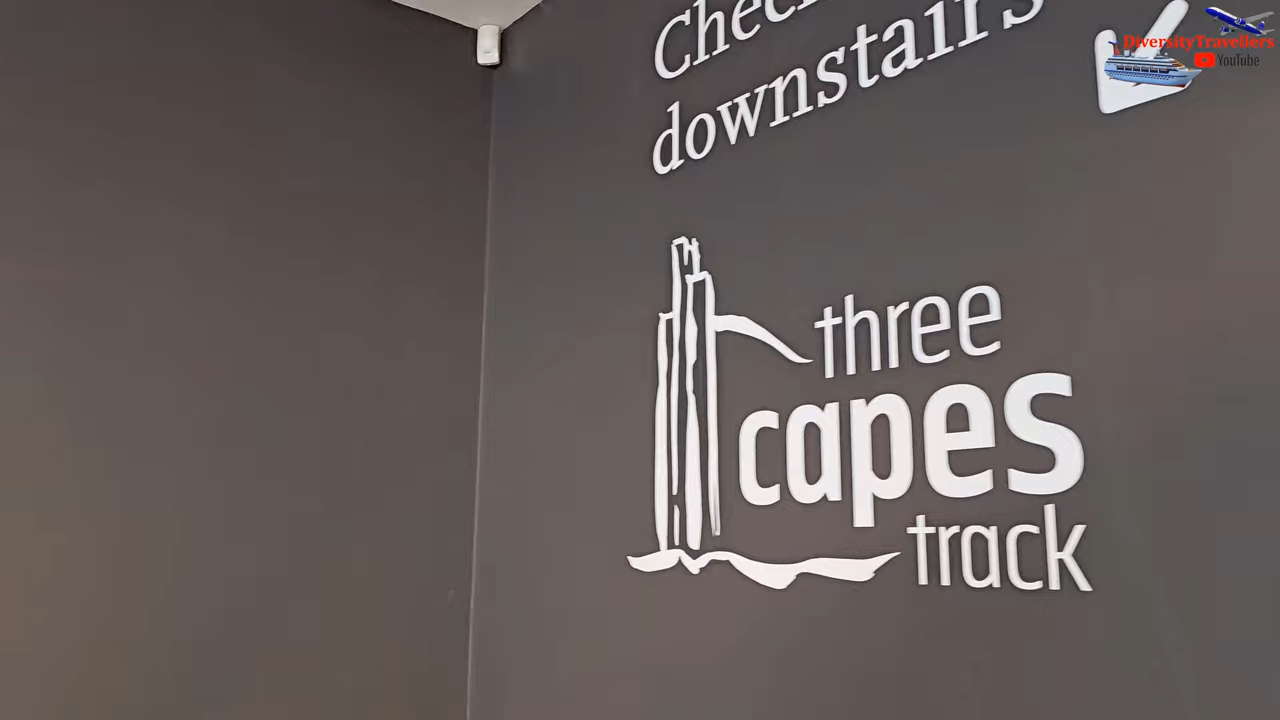 downstairs
three
capes
track
DiversityTravellers
YouTube